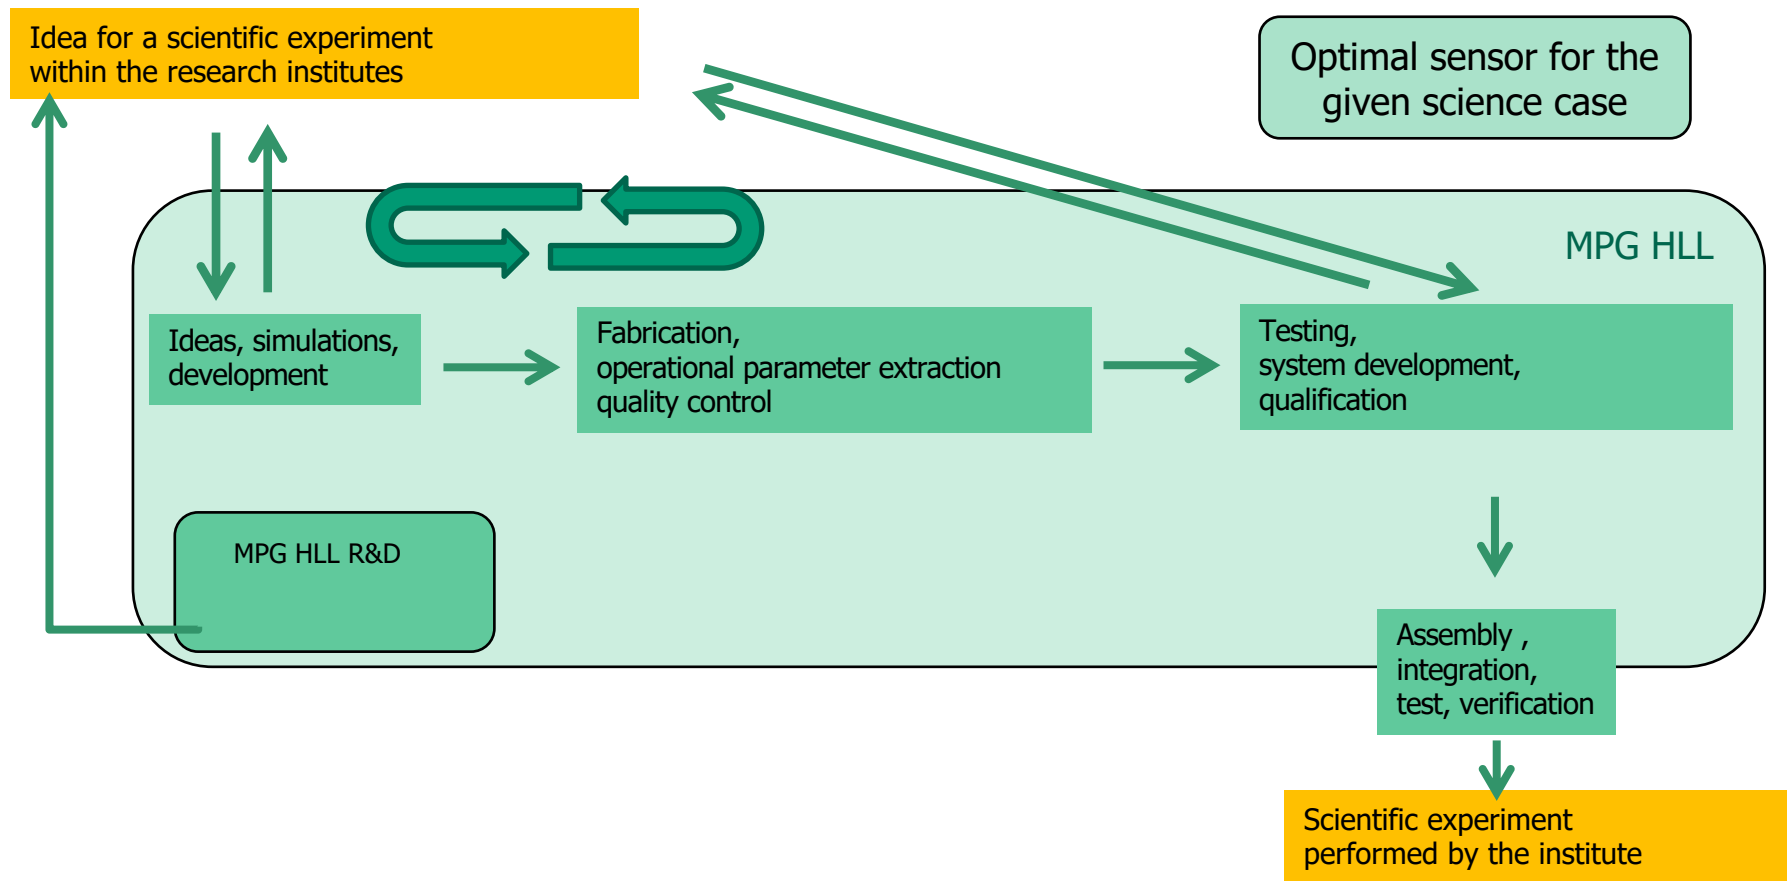 Idea for a scientific experiment
within the research institutes
Optimal sensor for the
given science case
MPG HLL
Ideas, simulations,
development
Fabrication,
operational parameter extraction
quality control
Testing,
system development,
qualification
MPG HLL R&D
Assembly ,
integration,
test, verification
Scientific experiment
performed by the institute